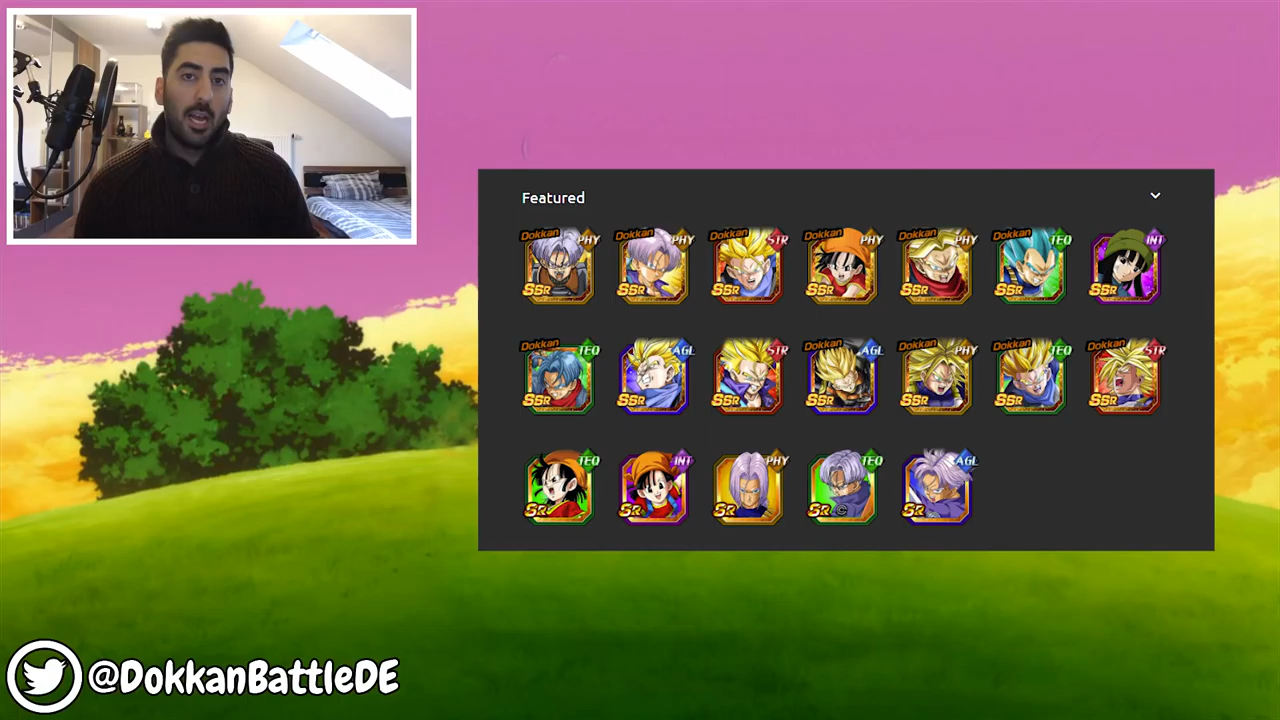 Featured
Dokkan PHY Dokkan PHY Dokkan STR Dokkan PHY Dokkan PHY Dokkan TEQ INT
SSR SSR SSR SSR SSR SSR SSR
Dokkan TEQ AGL STR Dokkan AGL Dokkan PHY Dokkan TEQ Dokkan STR
SSR SSR SSR SSR SSR SSR SSR
TEQ INT PHY TEQ AGL
SR SR SR SR SR
@DokkanBattleDE